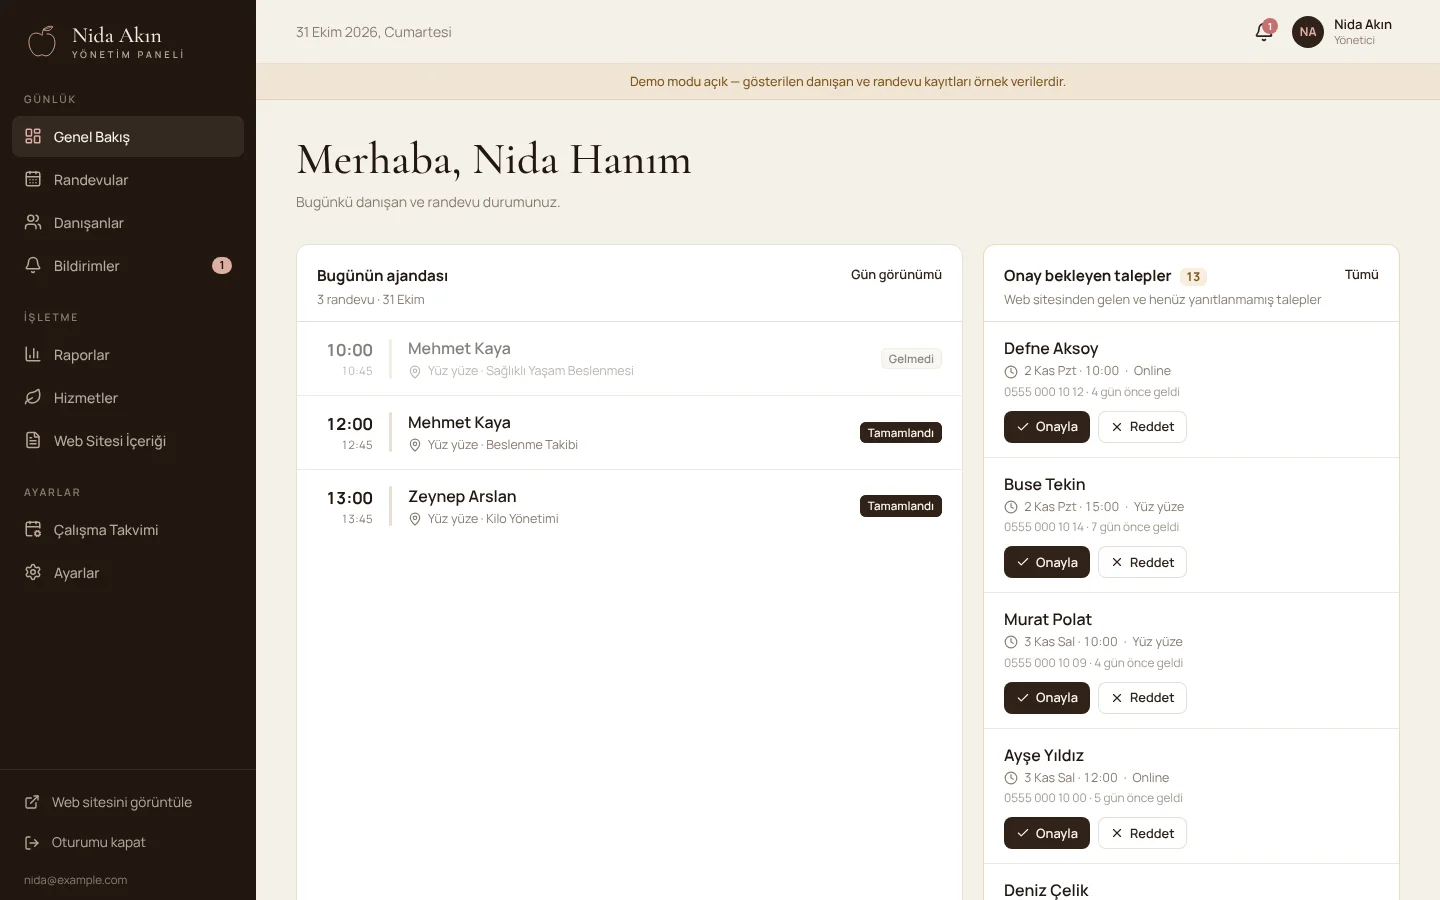 Nida Akın
YÖNETİM PANELİ
GÜNLÜK
Genel Bakış
Randevular
Danışanlar
Bildirimler 1
İŞLETME
Raporlar
Hizmetler
Web Sitesi İçeriği
AYARLAR
Çalışma Takvimi
Ayarlar
Web sitesini görüntüle
Oturumu kapat
nida@example.com
31 Ekim 2026, Cumartesi
1
NA
Nida Akın
Yönetici
Demo modu açık — gösterilen danışan ve randevu kayıtları örnek verilerdir.
Merhaba, Nida Hanım
Bugünkü danışan ve randevu durumunuz.
Bugünün ajandası
Gün görünümü
3 randevu · 31 Ekim
10:00 Mehmet Kaya
10:45 Yüz yüze · Sağlıklı Yaşam Beslenmesi
Gelmedi
12:00 Mehmet Kaya
12:45 Yüz yüze · Beslenme Takibi
Tamamlandı
13:00 Zeynep Arslan
13:45 Yüz yüze · Kilo Yönetimi
Tamamlandı
Onay bekleyen talepler 13
Tümü
Web sitesinden gelen ve henüz yanıtlanmamış talepler
Defne Aksoy
2 Kas Pzt · 10:00 · Online
0555 000 10 12 · 4 gün önce geldi
Onayla Reddet
Buse Tekin
2 Kas Pzt · 15:00 · Yüz yüze
0555 000 10 14 · 7 gün önce geldi
Onayla Reddet
Murat Polat
3 Kas Sal · 10:00 · Yüz yüze
0555 000 10 09 · 4 gün önce geldi
Onayla Reddet
Ayşe Yıldız
3 Kas Sal · 12:00 · Online
0555 000 10 00 · 5 gün önce geldi
Onayla Reddet
Deniz Çelik